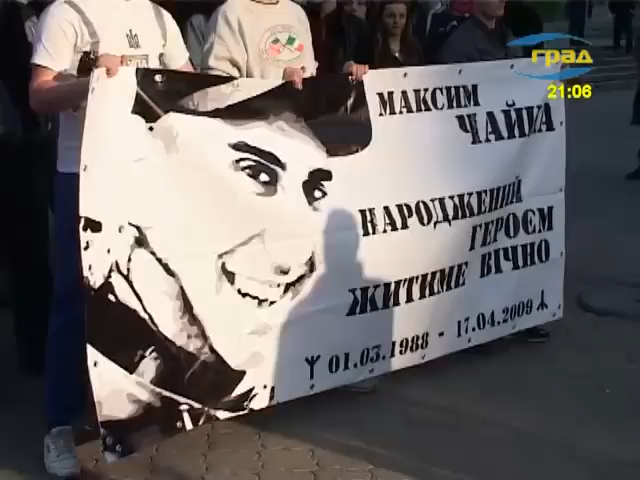 град
21:06
МАКСИМ
ЧАЙКА
НАРОДЖЕНИЙ
ГЕРОЄМ
ЖИТИМЕ ВІЧНО
01.03.1988 - 17.04.2009